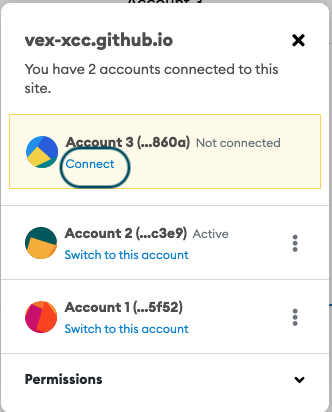 Account 3
vex-xcc.github.io
You have 2 accounts connected to this
site.
Account 3 (...860a) Not connected
Connect
Account 2 (...c3e9) Active
Switch to this account
Account 1 (...5f52)
Switch to this account
Permissions